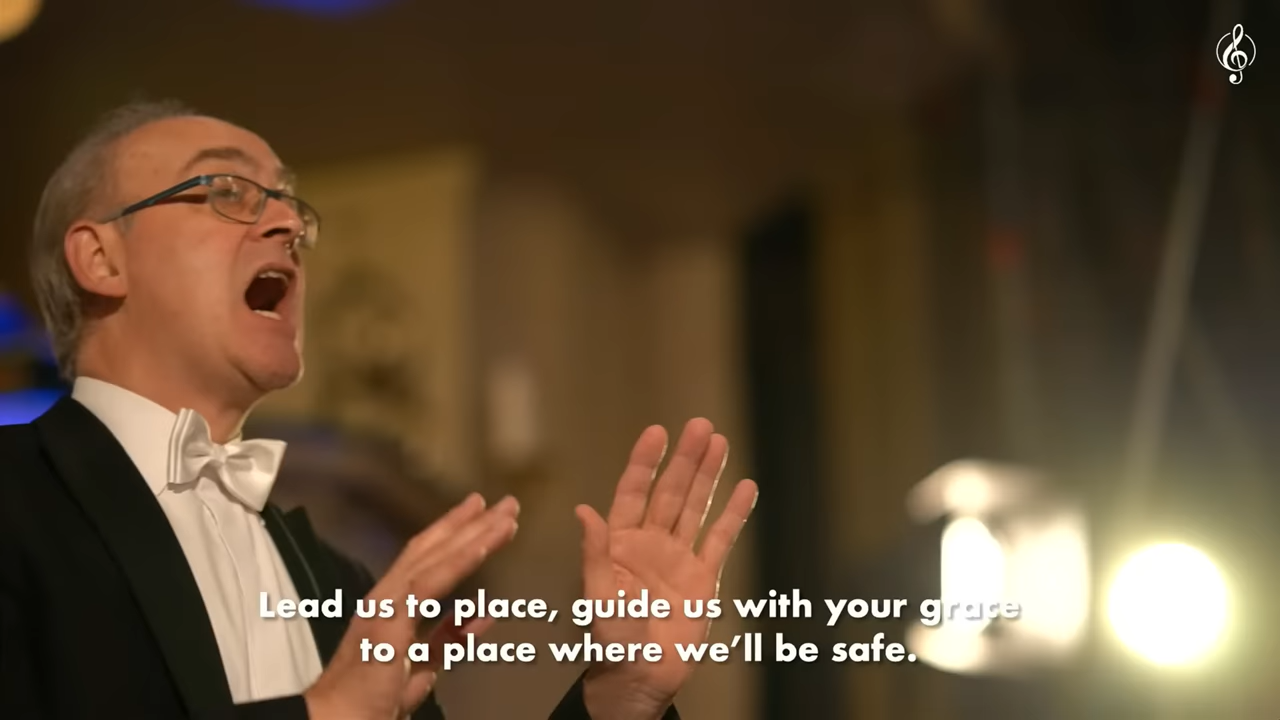 Lead us to place, guide us with your grace
to a place where we’ll be safe.